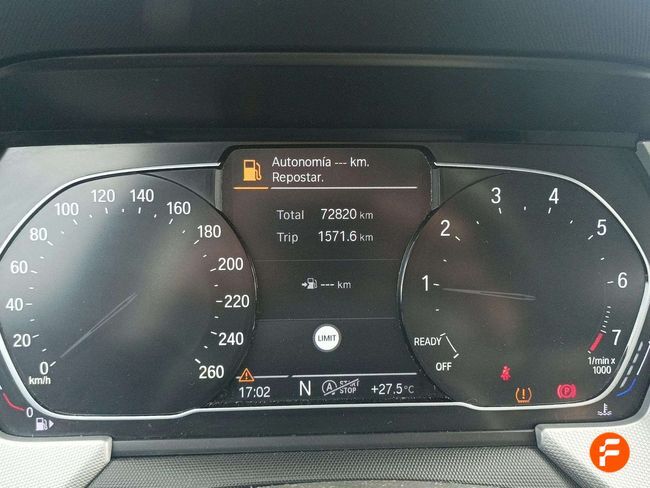 Autonomía --- km.
Repostar.
Total 72820 km
Trip 1571.6 km
--- km
LIMIT
17:02 N A START STOP +27.5 °C
0 20 40 60 80 100 120 140 160 180 200 220 240 260
km/h
0
READY
OFF
1 2 3 4 5 6 7
1/min x
1000
P